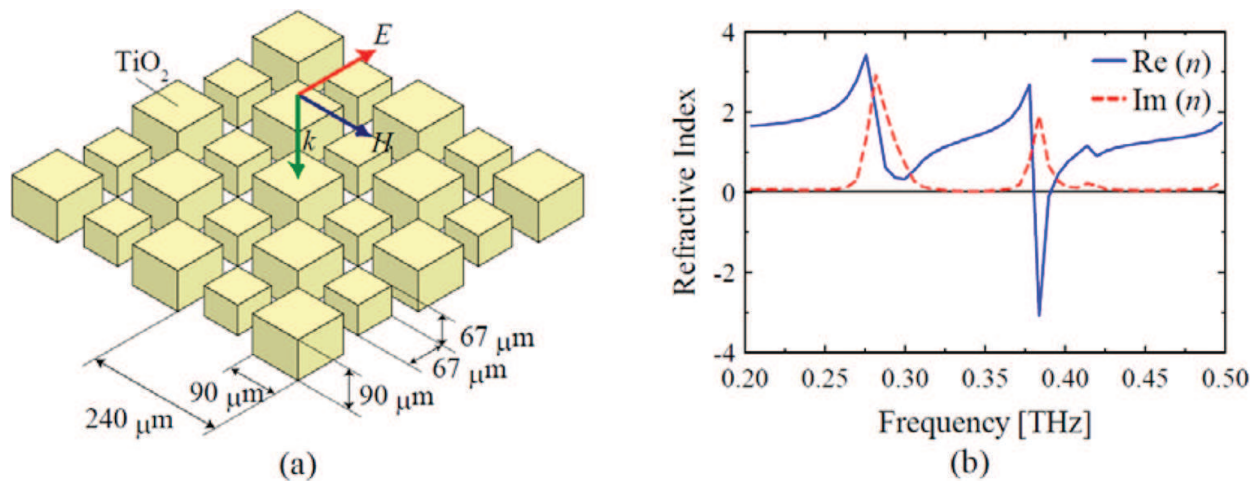 TiO2
E
H
k
67 μm
67 μm
90 μm
90 μm
240 μm
(a)
4
2
0
-2
-4
0.20 0.25 0.30 0.35 0.40 0.45 0.50
Refractive Index
Frequency [THz]
Re (n)
Im (n)
(b)